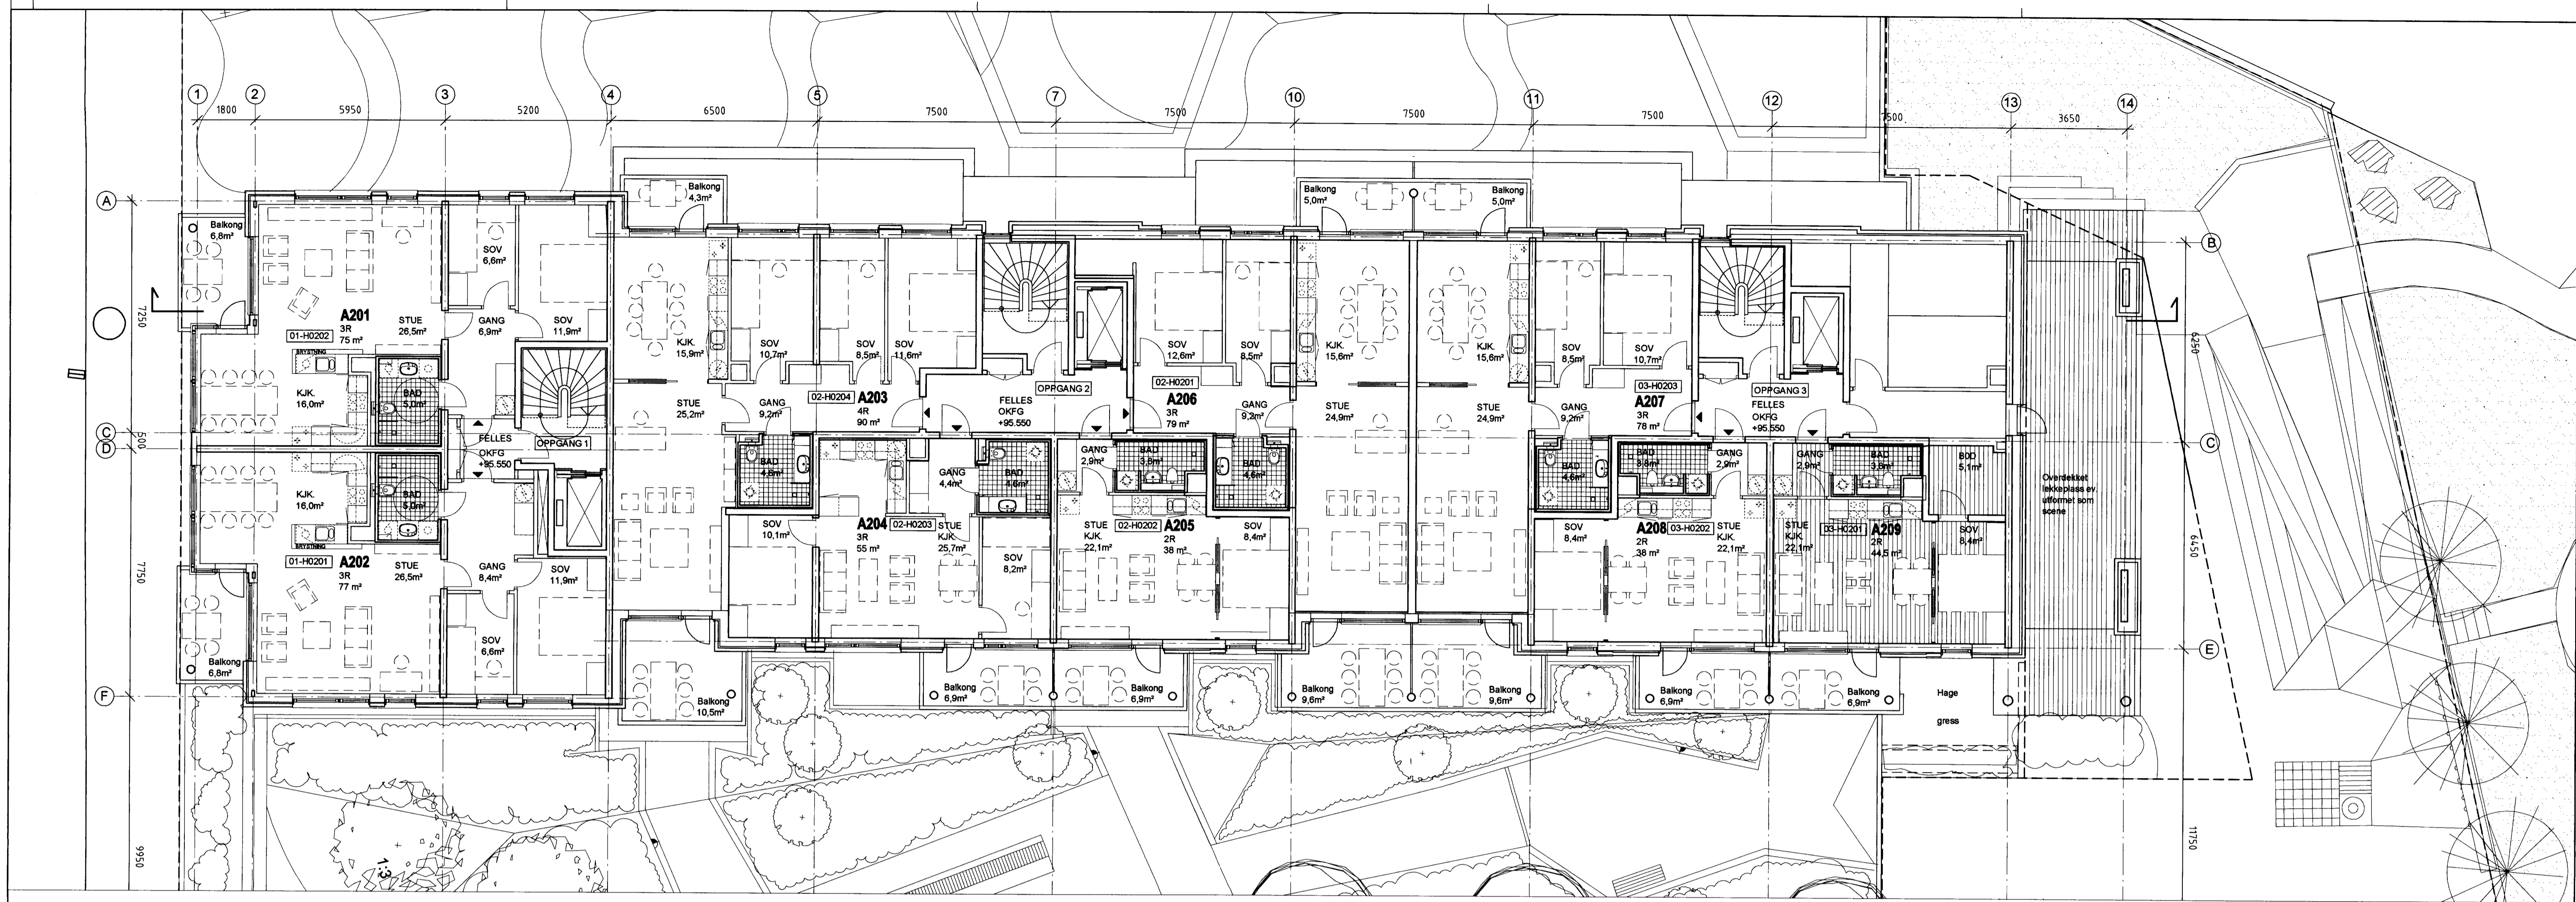 1
2
3
4
5
7
10
11
12
13
14
1800
5950
5200
6500
7500
7500
7500
7500
7500
3650
A
B
C
D
C
E
F
7250
500
7750
9950
6250
6450
11750
Balkong
6,8m²
A201
3R
75 m²
01-H0202
STUE
26,5m²
SOV
6,6m²
GANG
6,9m²
SOV
11,9m²
BRYSTNING
KJK.
16,0m²
BAD
5,0m²
FELLES
OKFG
+95.550
OPPGANG 1
KJK.
16,0m²
BAD
5,0m²
BRYSTNING
01-H0201
A202
3R
77 m²
STUE
26,5m²
GANG
8,4m²
SOV
11,9m²
SOV
6,6m²
Balkong
6,8m²
Balkong
4,3m²
KJK.
15,9m²
SOV
10,7m²
SOV
8,5m²
SOV
11,6m²
STUE
25,2m²
GANG
9,2m²
02-H0204
A203
4R
90 m²
BAD
4,6m²
SOV
10,1m²
Balkong
10,5m²
FELLES
OKFG
+95.550
OPPGANG 2
A204
3R
55 m²
02-H0203
GANG
4,4m²
BAD
4,6m²
STUE
KJK.
25,7m²
SOV
8,2m²
Balkong
6,9m²
GANG
2,9m²
BAD
3,8m²
STUE
KJK.
22,1m²
02-H0202
A205
2R
38 m²
SOV
8,4m²
Balkong
6,9m²
SOV
12,6m²
SOV
8,5m²
02-H0201
A206
3R
79 m²
GANG
9,2m²
BAD
4,6m²
Balkong
5,0m²
KJK.
15,6m²
STUE
24,9m²
Balkong
9,6m²
Balkong
5,0m²
KJK.
15,6m²
STUE
24,9m²
Balkong
9,6m²
SOV
8,5m²
SOV
10,7m²
GANG
9,2m²
03-H0203
A207
3R
78 m²
BAD
4,6m²
FELLES
OKFG
+95.550
OPPGANG 3
BAD
3,8m²
GANG
2,9m²
SOV
8,4m²
A208
2R
38 m²
03-H0202
STUE
KJK.
22,1m²
Balkong
6,9m²
GANG
2,9m²
BAD
3,8m²
BOD
5,1m²
STUE
KJK.
22,1m²
03-H0201
A209
2R
44,5 m²
SOV
8,4m²
Balkong
6,9m²
Overdekket
lekkeplass ev.
utformet som
scene
Hage
gress
1:3
1
1